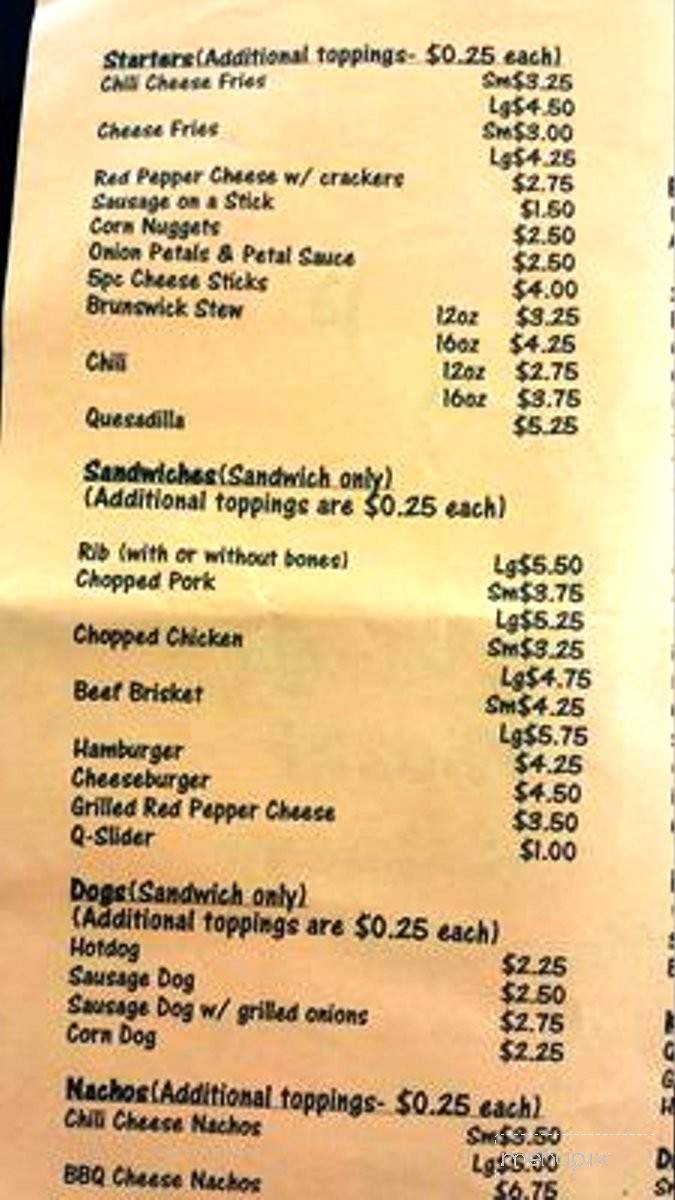 Starters(Additional toppings- $0.25 each)
Chili Cheese Fries Sm$3.25
Lg$4.50
Cheese Fries Sm$3.00
Lg$4.25
Red Pepper Cheese w/ crackers $2.75
Sausage on a Stick $1.50
Corn Nuggets $2.50
Onion Petals & Petal Sauce $2.50
5pc Cheese Sticks $4.00
Brunswick Stew 12oz $3.25
16oz $4.25
Chili 12oz $2.75
16oz $3.75
Quesadilla $5.25
Sandwiches(Sandwich only)
(Additional toppings are $0.25 each)
Rib (with or without bones) Lg$5.50
Chopped Pork Sm$3.75
Lg$5.25
Chopped Chicken Sm$3.25
Lg$4.75
Beef Brisket Sm$4.25
Lg$5.75
Hamburger $4.25
Cheeseburger $4.50
Grilled Red Pepper Cheese $3.50
Q-Slider $1.00
Dogs(Sandwich only)
(Additional toppings are $0.25 each)
Hotdog $2.25
Sausage Dog $2.50
Sausage Dog w/ grilled onions $2.75
Corn Dog $2.25
Nachos(Additional toppings- $0.25 each)
Chili Cheese Nachos Sm$3.50
menupix
BBQ Cheese Nachos $6.75